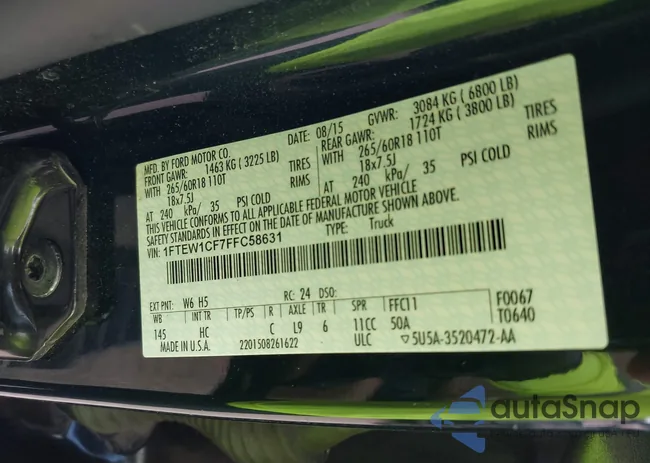 MFD. BY FORD MOTOR CO. DATE: 08/15 GVWR: 3084 KG ( 6800 LB)
FRONT GAWR: 1463 KG ( 3225 LB) REAR GAWR: 1724 KG ( 3800 LB)
WITH 265/60R18 110T TIRES WITH 265/60R18 110T TIRES
18x7.5J RIMS 18x7.5J RIMS
AT 240 kPa/ 35 PSI COLD AT 240 kPa/ 35 PSI COLD
THIS VEHICLE CONFORMS TO ALL APPLICABLE FEDERAL MOTOR VEHICLE
SAFETY STANDARDS IN EFFECT ON THE DATE OF MANUFACTURE SHOWN ABOVE.
VIN: 1FTEW1CF7FFC58631 TYPE: Truck
EXT PNT: W6 H5 RC: 24 DSO: F0067
WB INT TR TP/PS R AXLE TR SPR FFC11 T0640
145 HC C L9 6 11CC 50A
MADE IN U.S.A. 2201508261622 ULC ▽5U5A-3520472-AA
autoSnap